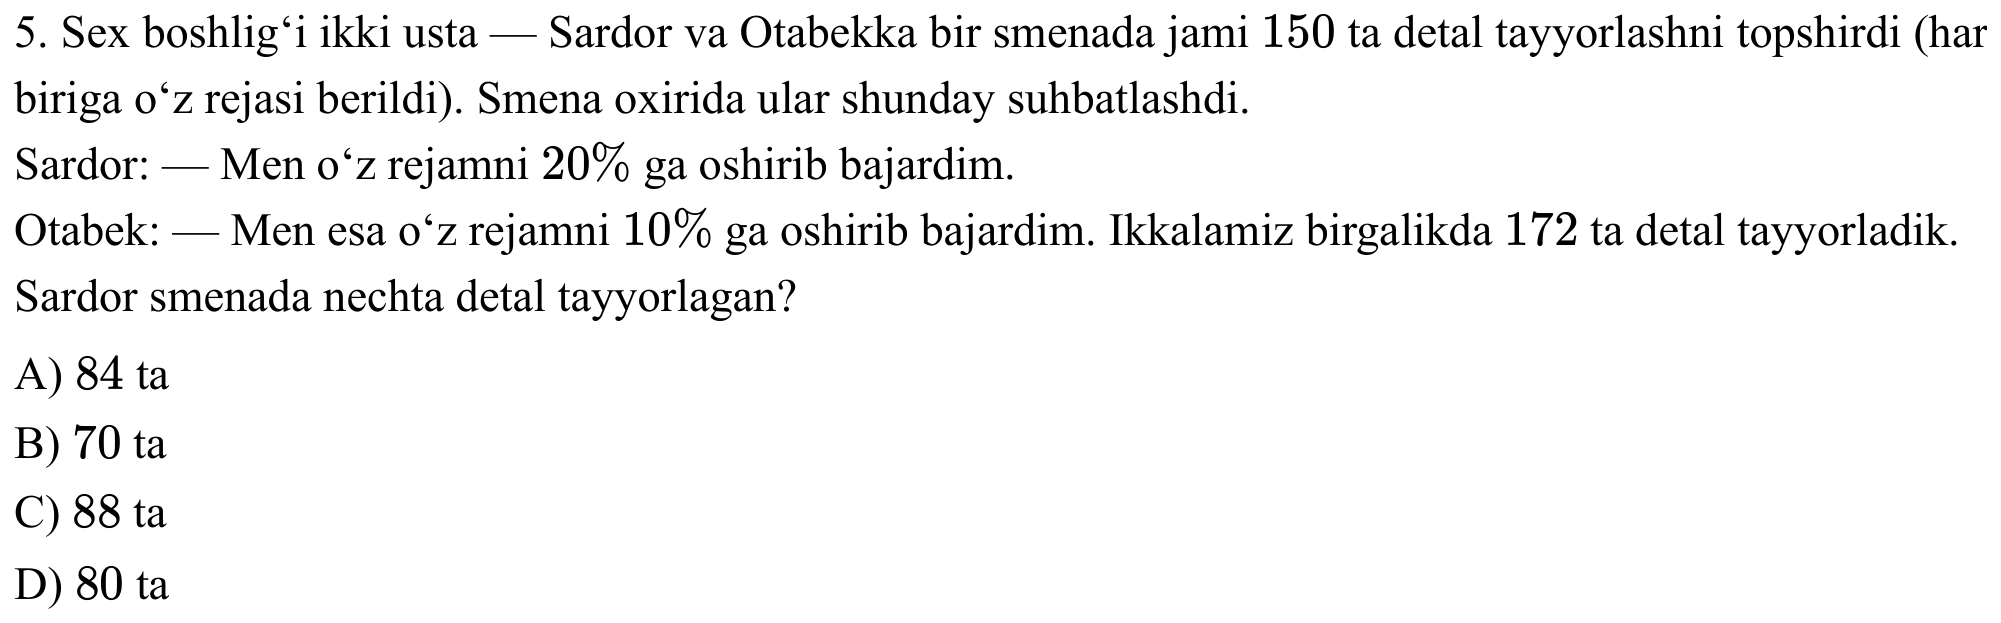 5. Sex boshlig‘i ikki usta — Sardor va Otabekka bir smenada jami 150 ta detal tayyorlashni topshirdi (har
biriga o‘z rejasi berildi). Smena oxirida ular shunday suhbatlashdi.
Sardor: — Men o‘z rejamni 20% ga oshirib bajardim.
Otabek: — Men esa o‘z rejamni 10% ga oshirib bajardim. Ikkalamiz birgalikda 172 ta detal tayyorladik.
Sardor smenada nechta detal tayyorlagan?
A) 84 ta
B) 70 ta
C) 88 ta
D) 80 ta